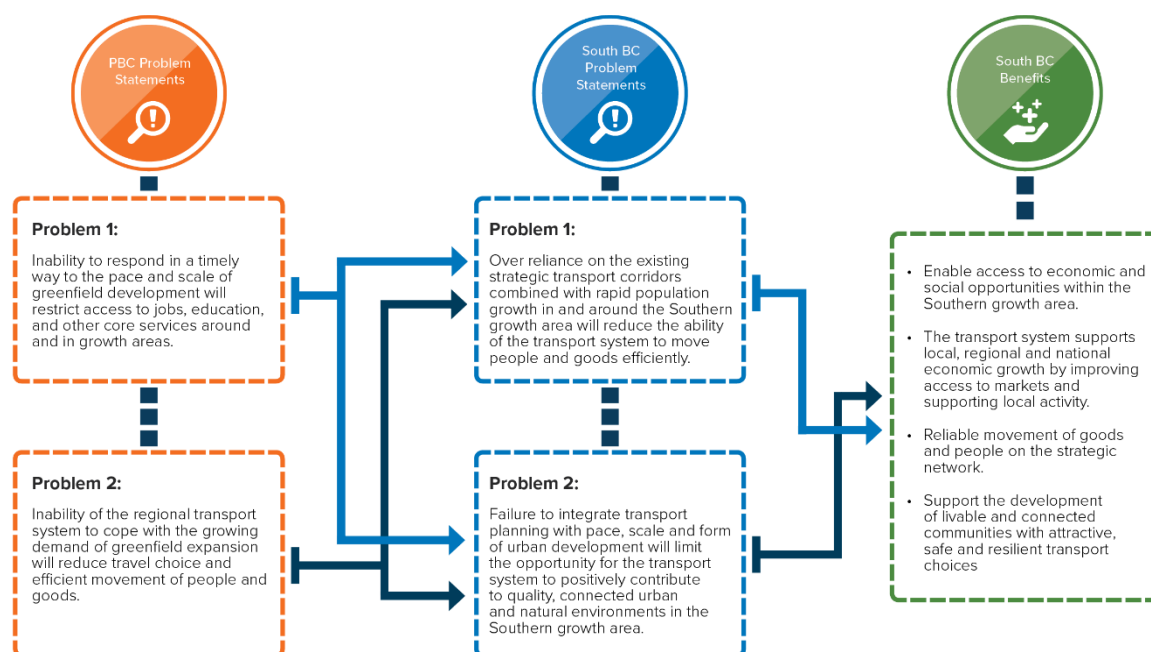 PBC Problem
Statements
South BC
Problem
Statements
South BC
Benefits
Problem 1:
Inability to respond in a timely
way to the pace and scale of
greenfield development will
restrict access to jobs, education,
and other core services around
and in growth areas.
Problem 2:
Inability of the regional transport
system to cope with the growing
demand of greenfield expansion
will reduce travel choice and
efficient movement of people and
goods.
Problem 1:
Over reliance on the existing
strategic transport corridors
combined with rapid population
growth in and around the Southern
growth area will reduce the ability
of the transport system to move
people and goods efficiently.
Problem 2:
Failure to integrate transport
planning with pace, scale and form
of urban development will limit
the opportunity for the transport
system to positively contribute
to quality, connected urban
and natural environments in the
Southern growth area.
• Enable access to economic and
social opportunities within the
Southern growth area.
• The transport system supports
local, regional and national
economic growth by improving
access to markets and
supporting local activity.
• Reliable movement of goods
and people on the strategic
network.
• Support the development
of livable and connected
communities with attractive,
safe and resilient transport
choices